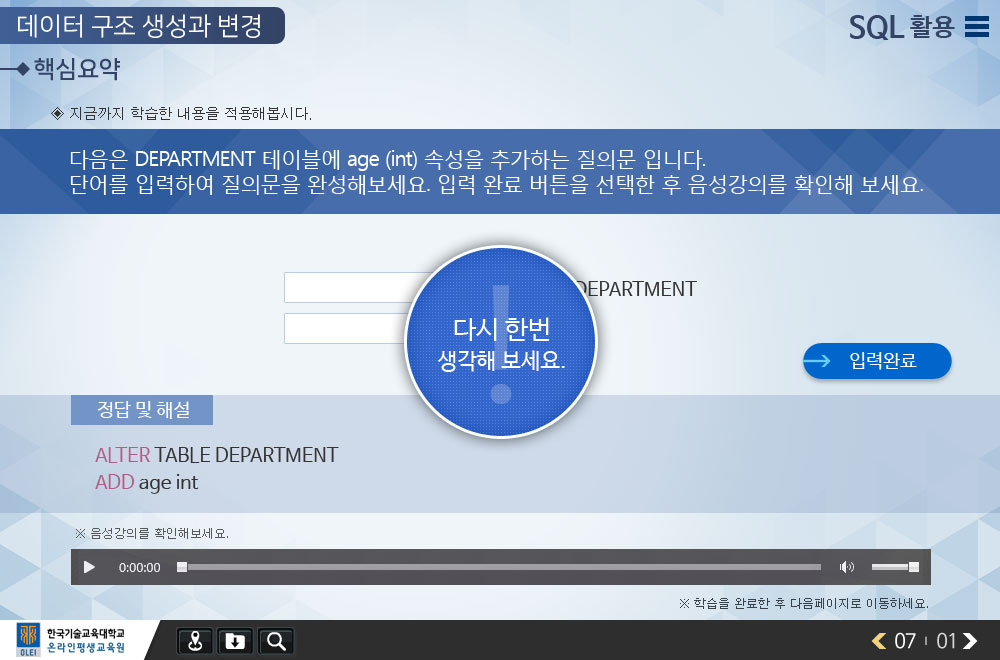 데이터 구조 생성과 변경
SQL 활용
핵심요약
◈ 지금까지 학습한 내용을 적용해봅시다.
다음은 DEPARTMENT 테이블에 age (int) 속성을 추가하는 질의문 입니다.
단어를 입력하여 질의문을 완성해보세요. 입력 완료 버튼을 선택한 후 음성강의를 확인해 보세요.
DEPARTMENT
다시 한번
생각해 보세요.
입력완료
정답 및 해설
ALTER TABLE DEPARTMENT
ADD age int
※ 음성강의를 확인해보세요.
0:00:00
※ 학습을 완료한 후 다음페이지로 이동하세요.
OLEI
한국기술교육대학교
온라인평생교육원
07 01